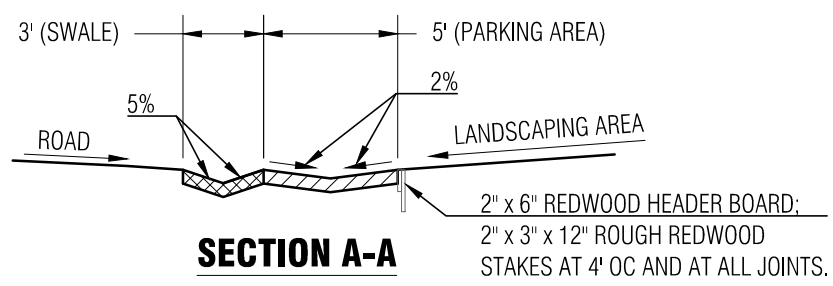 3' (SWALE)
5' (PARKING AREA)
2%
5%
ROAD
LANDSCAPING AREA
2" x 6" REDWOOD HEADER BOARD;
2" x 3" x 12" ROUGH REDWOOD
STAKES AT 4' OC AND AT ALL JOINTS.
SECTION A-A